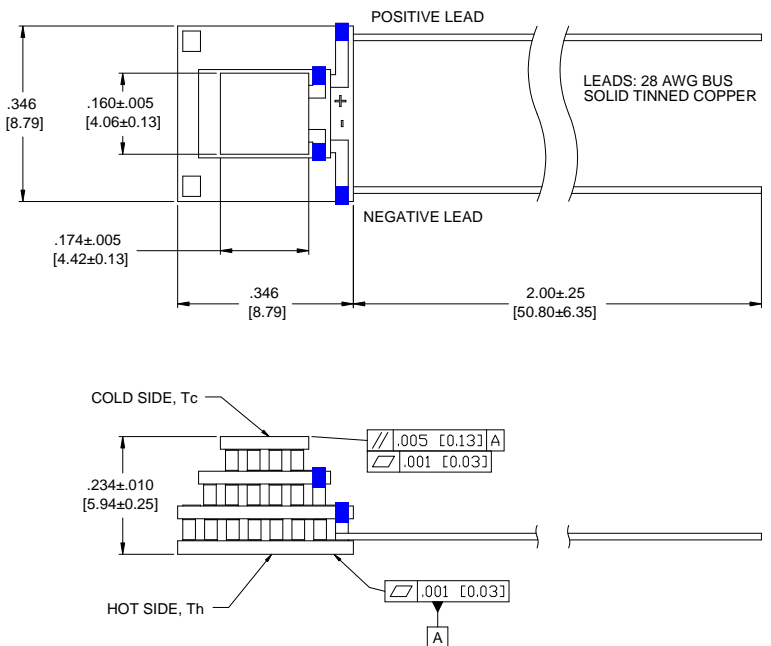 POSITIVE LEAD
LEADS: 28 AWG BUS
SOLID TINNED COPPER
.346
[8.79]
.160±.005
[4.06±0.13]
+
-
NEGATIVE LEAD
.174±.005
[4.42±0.13]
.346
[8.79]
2.00±.25
[50.80±6.35]
COLD SIDE, Tc
// .005 [0.13] A
⏥ .001 [0.03]
.234±.010
[5.94±0.25]
⏥ .001 [0.03]
HOT SIDE, Th
A